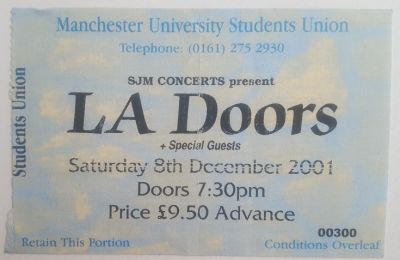 Manchester University Students Union
Telephone: (0161) 275 2930
Students Union
SJM CONCERTS present
LA Doors
+ Special Guests
Saturday 8th December 2001
Doors 7:30pm
Price £9.50 Advance
00300
Retain This Portion
Conditions Overleaf